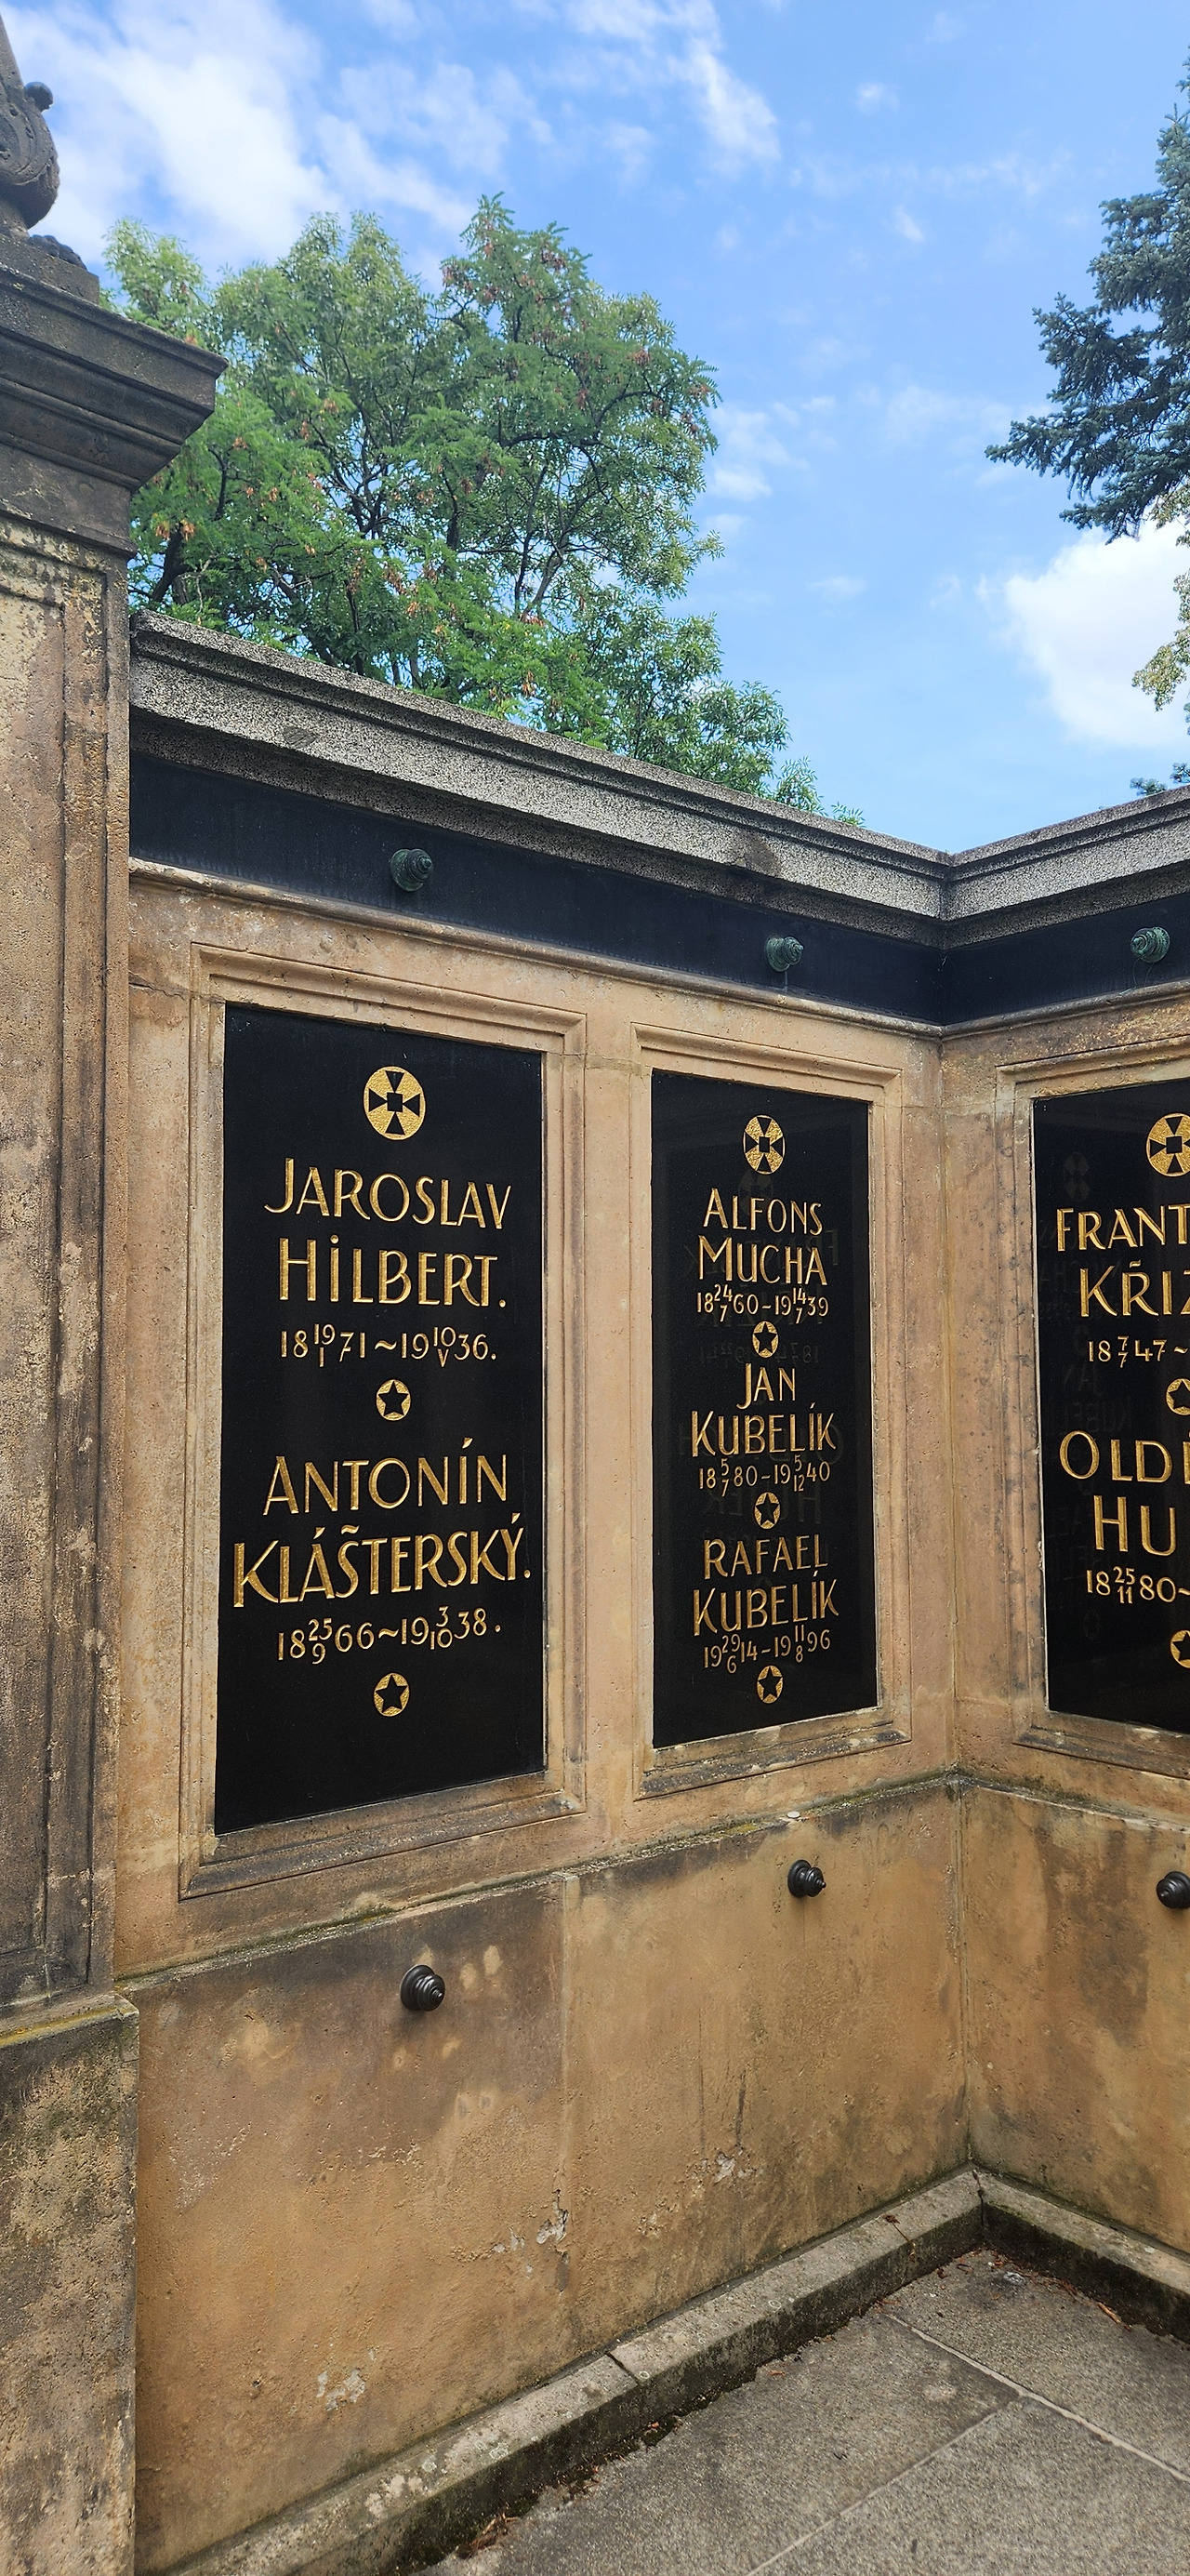 JAROSLAV
HİLBERT.
18 19/I 71~19 10/V 36.
ANTONÍN
KLÁŠTERSKÝ.
18 25/9 66~19 3/10 38.
ALFONS
MUCHA
18 24/7 60~19 14/7 39
JAN
KUBELÍK
18 5/7 80~19 5/12 40
RAFAEL
KUBELÍK
19 29/6 14~19 11/8 96
FRANT
KŘIZ
18 7/7 47~
OLD
HU
18 25/11 80~